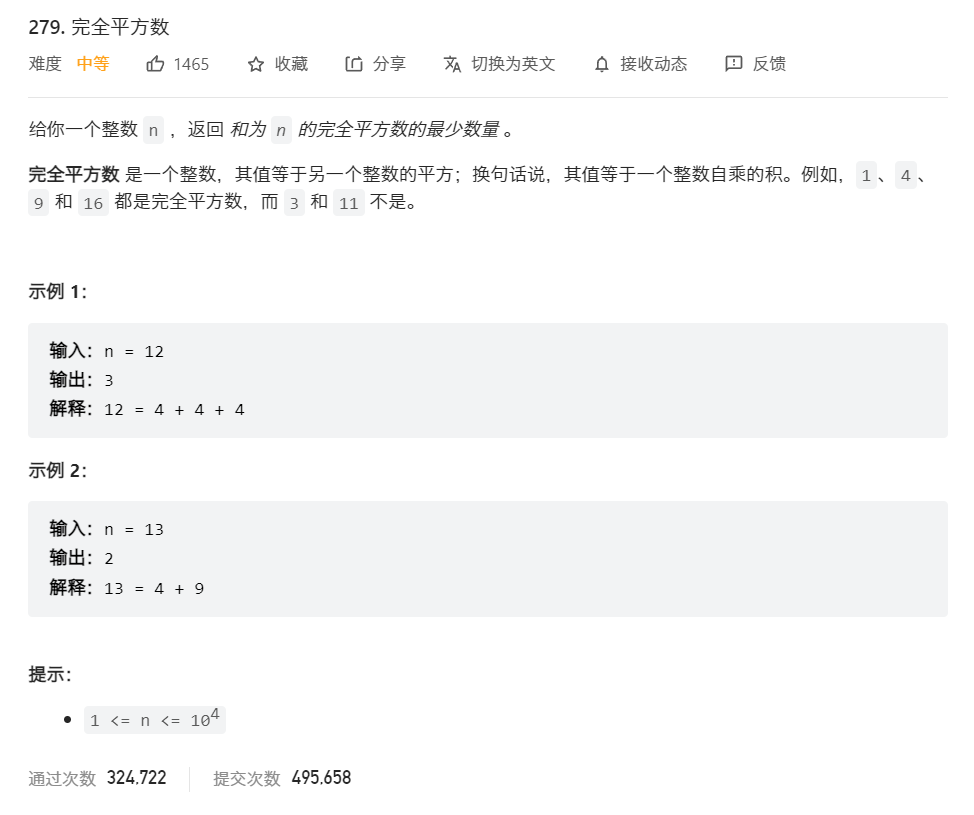 279. 完全平方数
难度 中等 1465 收藏 分享 切换为英文 接收动态 反馈
给你一个整数 n ，返回 和为 n 的完全平方数的最少数量 。
完全平方数 是一个整数，其值等于另一个整数的平方；换句话说，其值等于一个整数自乘的积。例如，1、4、
9 和 16 都是完全平方数，而 3 和 11 不是。
示例 1：
输入：n = 12
输出：3
解释：12 = 4 + 4 + 4
示例 2：
输入：n = 13
输出：2
解释：13 = 4 + 9
提示：
• 1 <= n <= 10⁴
通过次数 324,722 提交次数 495,658